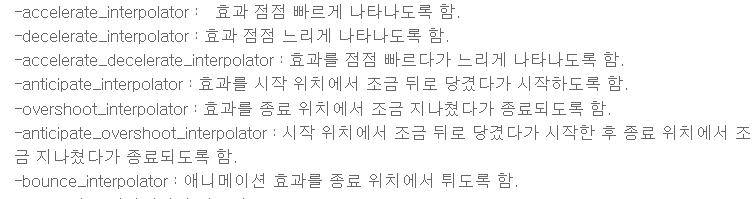 -accelerate_interpolator : 효과 점점 빠르게 나타나도록 함.
-decelerate_interpolator : 효과 점점 느리게 나타나도록 함.
-accelerate_decelerate_interpolator : 효과를 점점 빠르다가 느리게 나타나도록 함.
-anticipate_interpolator : 효과를 시작 위치에서 조금 뒤로 당겼다가 시작하도록 함.
-overshoot_interpolator : 효과를 종료 위치에서 조금 지나쳤다가 종료되도록 함.
-anticipate_overshoot_interpolator : 시작 위치에서 조금 뒤로 당겼다가 시작한 후 종료 위치에서 조
금 지나쳤다가 종료되도록 함.
-bounce_interpolator : 애니메이션 효과를 종료 위치에서 튀도록 함.